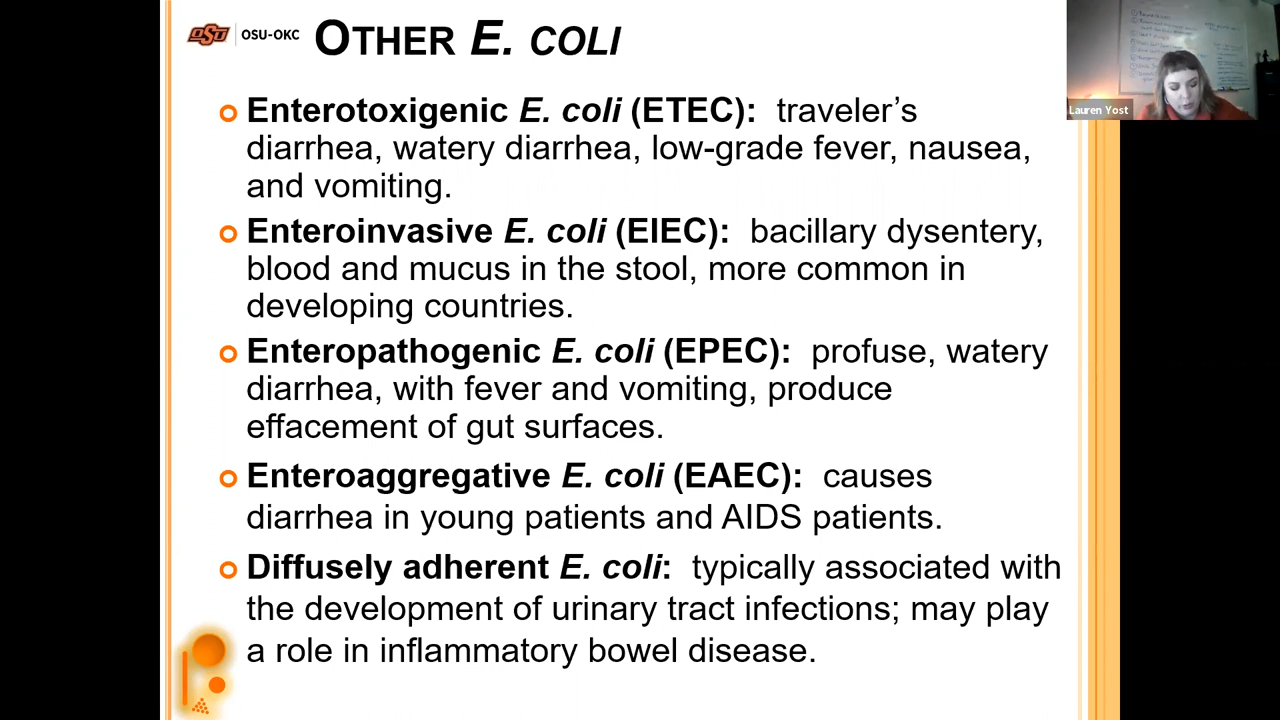 OSU OSU-OKC OTHER E. COLI
Lauren Yost
Enterotoxigenic E. coli (ETEC): traveler's
diarrhea, watery diarrhea, low-grade fever, nausea,
and vomiting.
Enteroinvasive E. coli (EIEC): bacillary dysentery,
blood and mucus in the stool, more common in
developing countries.
Enteropathogenic E. coli (EPEC): profuse, watery
diarrhea, with fever and vomiting, produce
effacement of gut surfaces.
Enteroaggregative E. coli (EAEC): causes
diarrhea in young patients and AIDS patients.
Diffusely adherent E. coli: typically associated with
the development of urinary tract infections; may play
a role in inflammatory bowel disease.